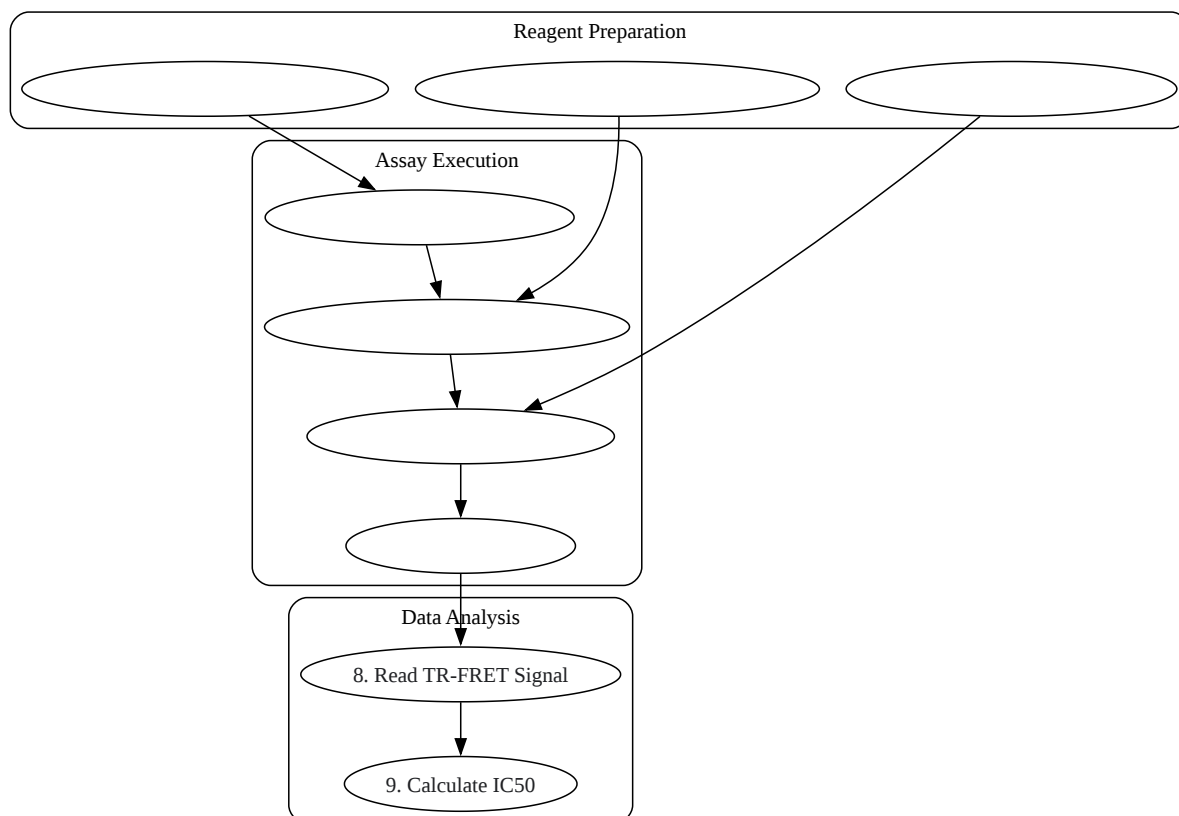 Reagent Preparation
Assay Execution
Data Analysis
8. Read TR-FRET Signal
9. Calculate IC50